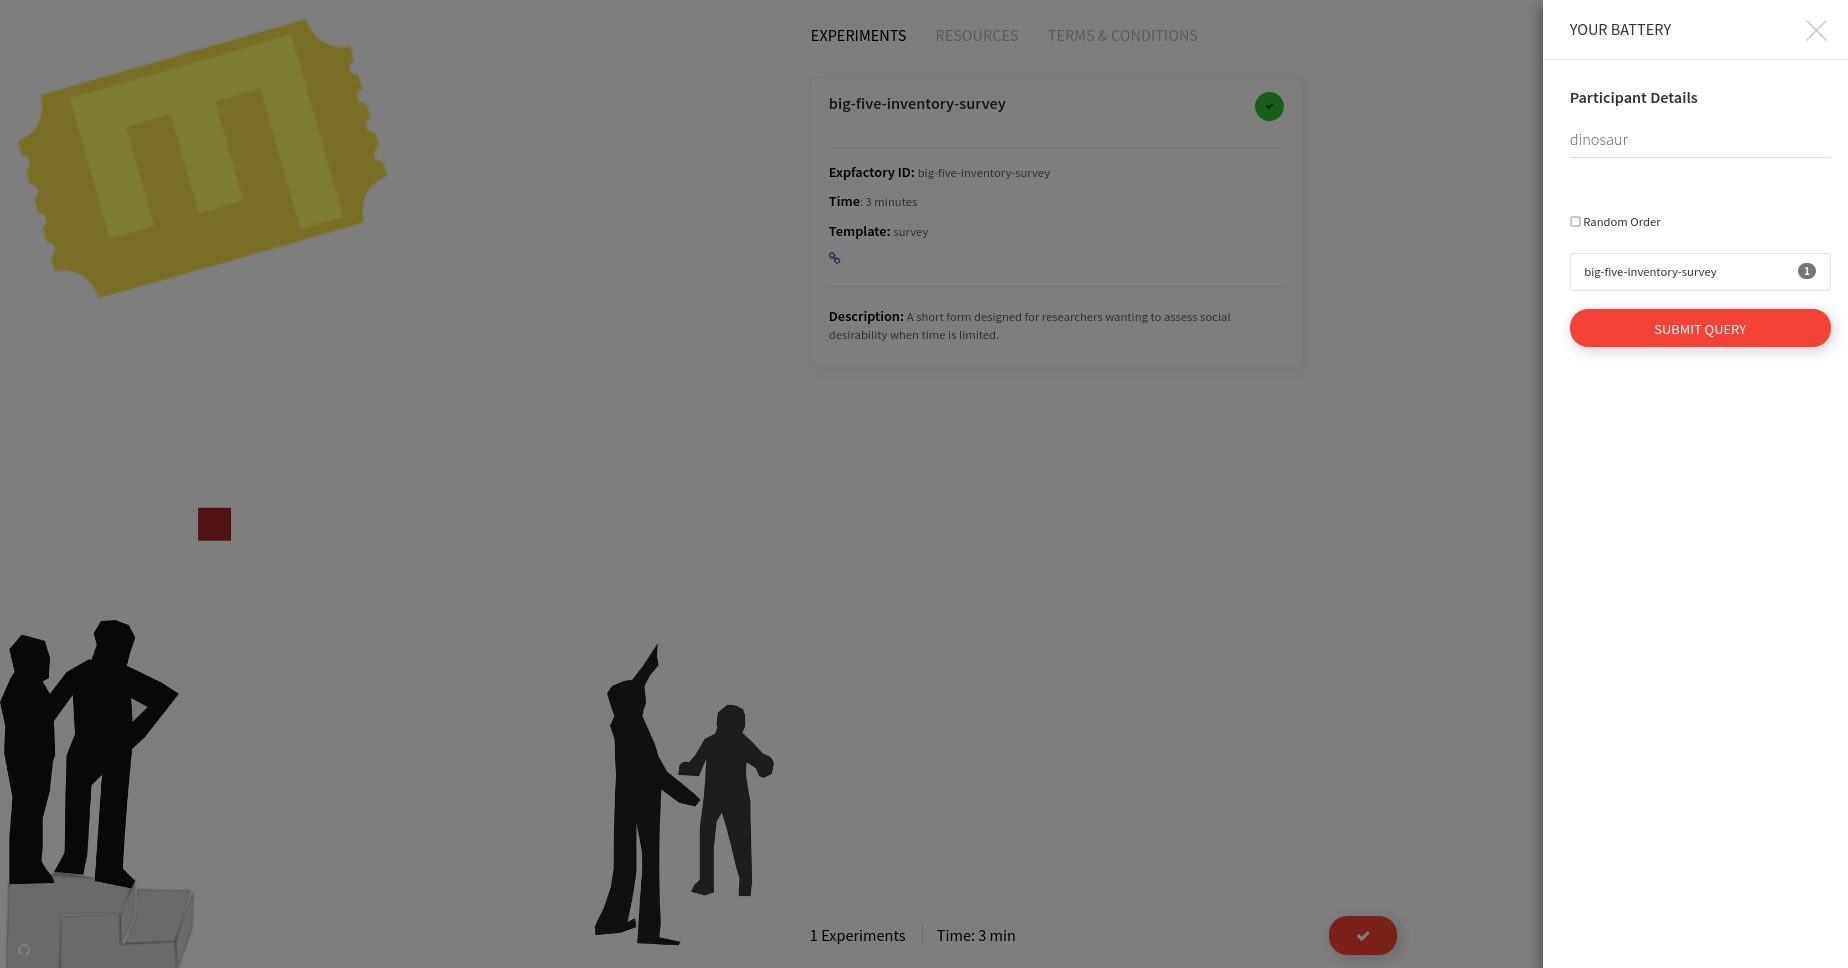 EXPERIMENTS RESOURCES TERMS & CONDITIONS
big-five-inventory-survey
Expfactory ID: big-five-inventory-survey
Time: 3 minutes
Template: survey
Description: A short form designed for researchers wanting to assess social
desirability when time is limited.
1 Experiments Time: 3 min
YOUR BATTERY
Participant Details
dinosaur
Random Order
big-five-inventory-survey 1
SUBMIT QUERY